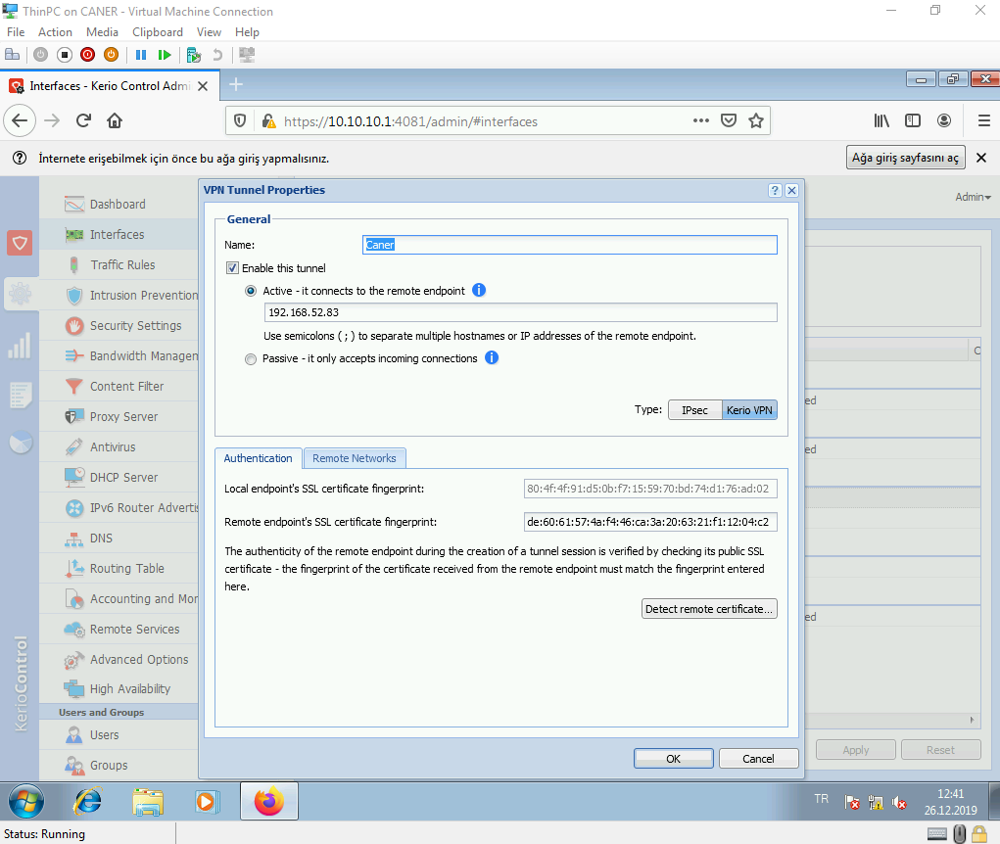 ThinPC on CANER - Virtual Machine Connection
File Action Media Clipboard View Help
Interfaces - Kerio Control Admi
https://10.10.10.1:4081/admin/#interfaces
İnternete erişebilmek için önce bu ağa giriş yapmalısınız.
Ağa giriş sayfasını aç
Admin
VPN Tunnel Properties
General
Name:
Caner
Enable this tunnel
Active - it connects to the remote endpoint
192.168.52.83
Use semicolons ( ; ) to separate multiple hostnames or IP addresses of the remote endpoint.
Passive - it only accepts incoming connections
Type: IPsec Kerio VPN
Authentication Remote Networks
Local endpoint's SSL certificate fingerprint: 80:4f:4f:91:d5:0b:f7:15:59:70:bd:74:d1:76:ad:02
Remote endpoint's SSL certificate fingerprint: de:60:61:57:4a:f4:46:ca:3a:20:63:21:f1:12:04:c2
The authenticity of the remote endpoint during the creation of a tunnel session is verified by checking its public SSL
certificate - the fingerprint of the certificate received from the remote endpoint must match the fingerprint entered
here.
Detect remote certificate...
OK Cancel
Dashboard
Interfaces
Traffic Rules
Intrusion Prevention
Security Settings
Bandwidth Managen
Content Filter
Proxy Server
Antivirus
DHCP Server
IPv6 Router Adverti
DNS
Routing Table
Accounting and Mor
Remote Services
Advanced Options
High Availability
Users and Groups
Users
Groups
KerioControl
C
ed
ed
ed
Apply Reset
TR
12:41
26.12.2019
Status: Running